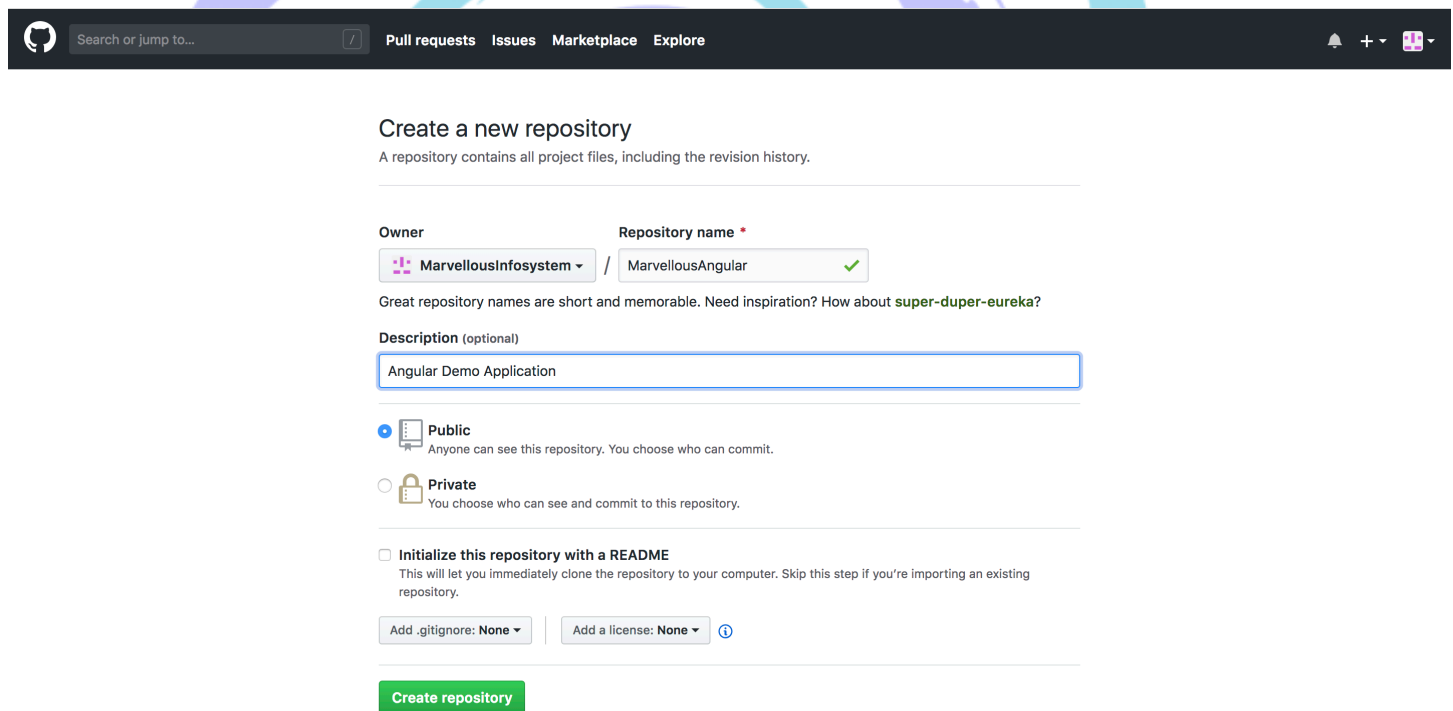 Search or jump to... /
Pull requests Issues Marketplace Explore
Create a new repository
A repository contains all project files, including the revision history.
Owner Repository name *
MarvellousInfosystem / MarvellousAngular
Great repository names are short and memorable. Need inspiration? How about super-duper-eureka?
Description (optional)
Angular Demo Application
Public
Anyone can see this repository. You choose who can commit.
Private
You choose who can see and commit to this repository.
Initialize this repository with a README
This will let you immediately clone the repository to your computer. Skip this step if you’re importing an existing
repository.
Add .gitignore: None Add a license: None
Create repository